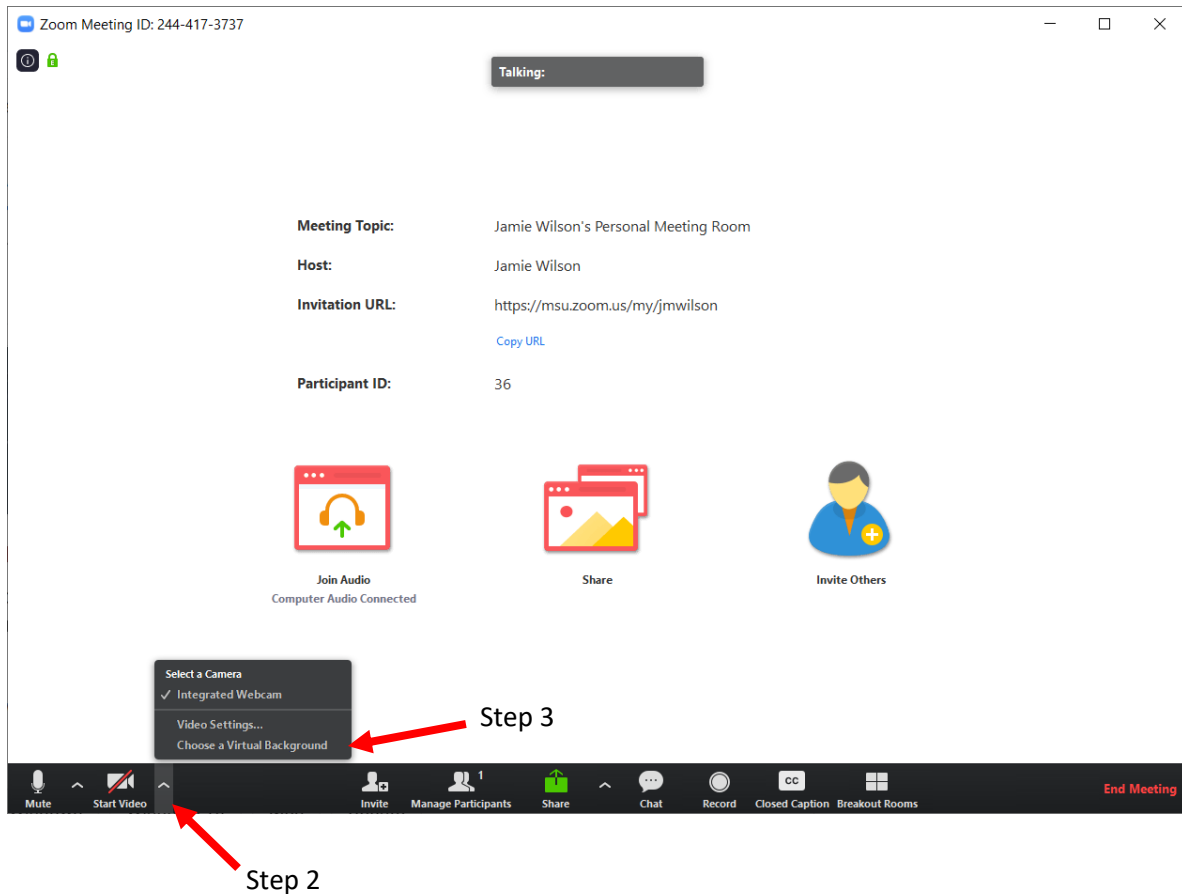 Zoom Meeting ID: 244-417-3737
Talking:
Meeting Topic: Jamie Wilson's Personal Meeting Room
Host: Jamie Wilson
Invitation URL: https://msu.zoom.us/my/jmwilson
Copy URL
Participant ID: 36
Join Audio Share Invite Others
Computer Audio Connected
Select a Camera
✓ Integrated Webcam
Video Settings...
Choose a Virtual Background
Step 3
1
CC
Mute Start Video Invite Manage Participants Share Chat Record Closed Caption Breakout Rooms End Meeting
Step 2